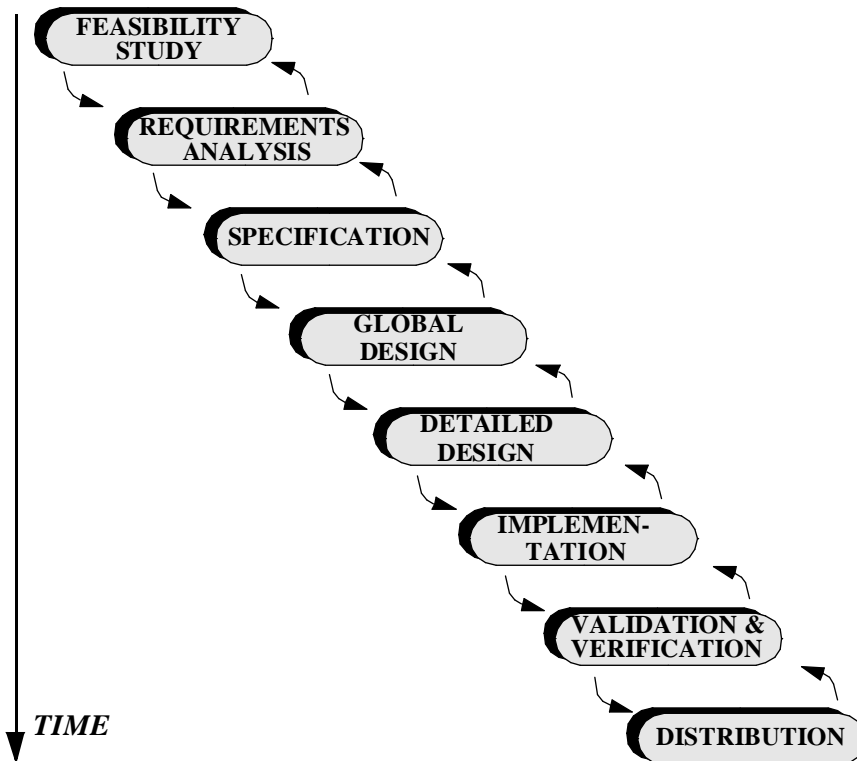 FEASIBILITY
STUDY
REQUIREMENTS
ANALYSIS
SPECIFICATION
GLOBAL
DESIGN
DETAILED
DESIGN
IMPLEMEN-
TATION
VALIDATION &
VERIFICATION
TIME
DISTRIBUTION